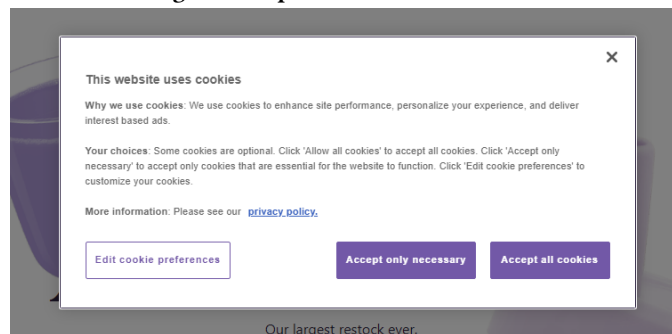 This website uses cookies
Why we use cookies: We use cookies to enhance site performance, personalize your experience, and deliver
interest based ads.
Your choices: Some cookies are optional. Click 'Allow all cookies' to accept all cookies. Click 'Accept only
necessary' to accept only cookies that are essential for the website to function. Click 'Edit cookie preferences' to
customize your cookies.
More information: Please see our privacy policy.
Edit cookie preferences
Accept only necessary
Accept all cookies
Our largest restock ever.